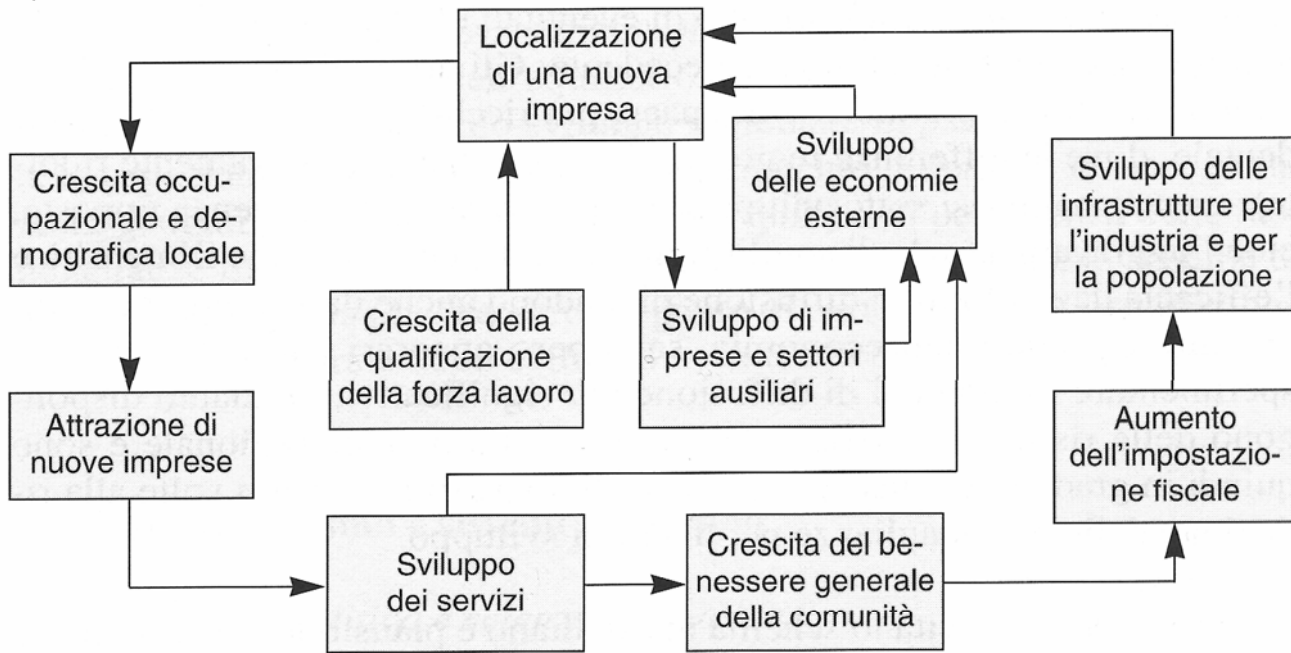 Localizzazione
di una nuova
impresa
Crescita occu-
pazionale e de-
mografica locale
Attrazione di
nuove imprese
Crescita della
qualificazione
della forza lavoro
Sviluppo di im-
prese e settori
ausiliari
Sviluppo
delle economie
esterne
Sviluppo delle
infrastrutture per
l'industria e per
la popolazione
Aumento
dell'impostazio-
ne fiscale
Sviluppo
dei servizi
Crescita del be-
nessere generale
della comunità